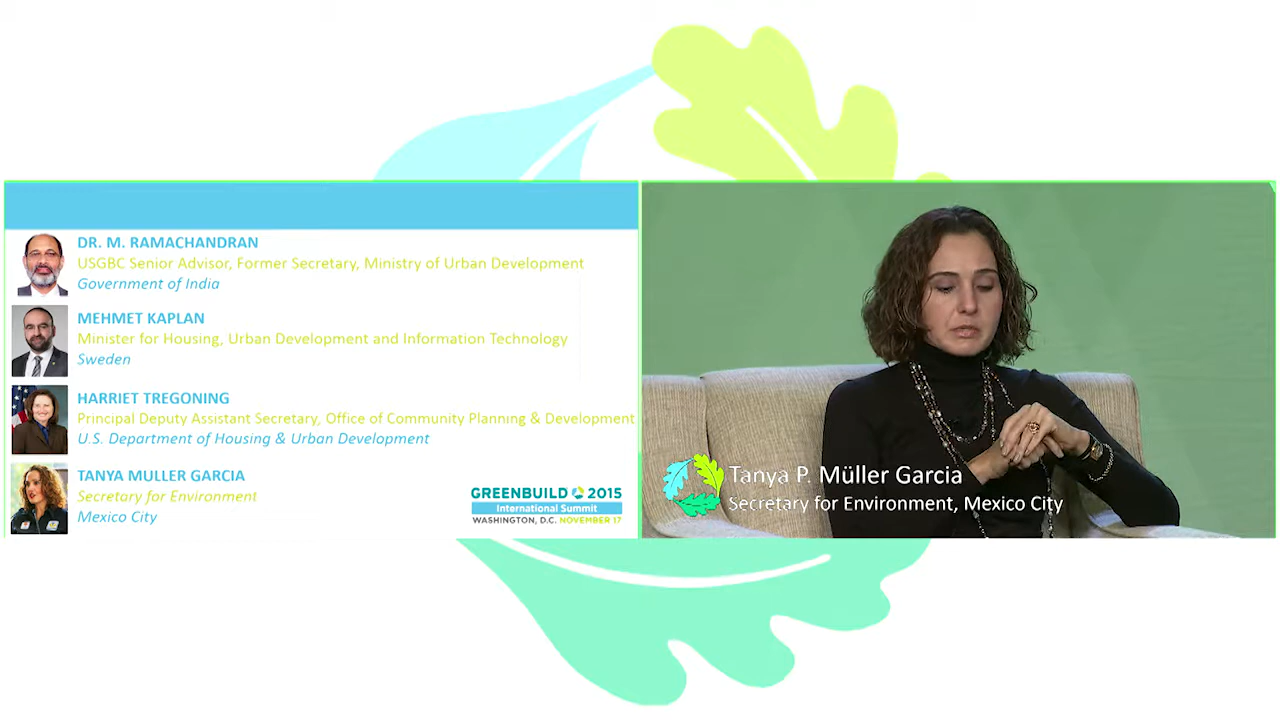 DR. M. RAMACHANDRAN
USGBC Senior Advisor, Former Secretary, Ministry of Urban Development
Government of India
MEHMET KAPLAN
Minister for Housing, Urban Development and Information Technology
Sweden
HARRIET TREGONING
Principal Deputy Assistant Secretary, Office of Community Planning & Development
U.S. Department of Housing & Urban Development
TANYA MULLER GARCIA
Secretary for Environment
Mexico City
GREENBUILD 2015
International Summit
WASHINGTON, D.C. NOVEMBER 17
Tanya P. Müller Garcia
Secretary for Environment, Mexico City